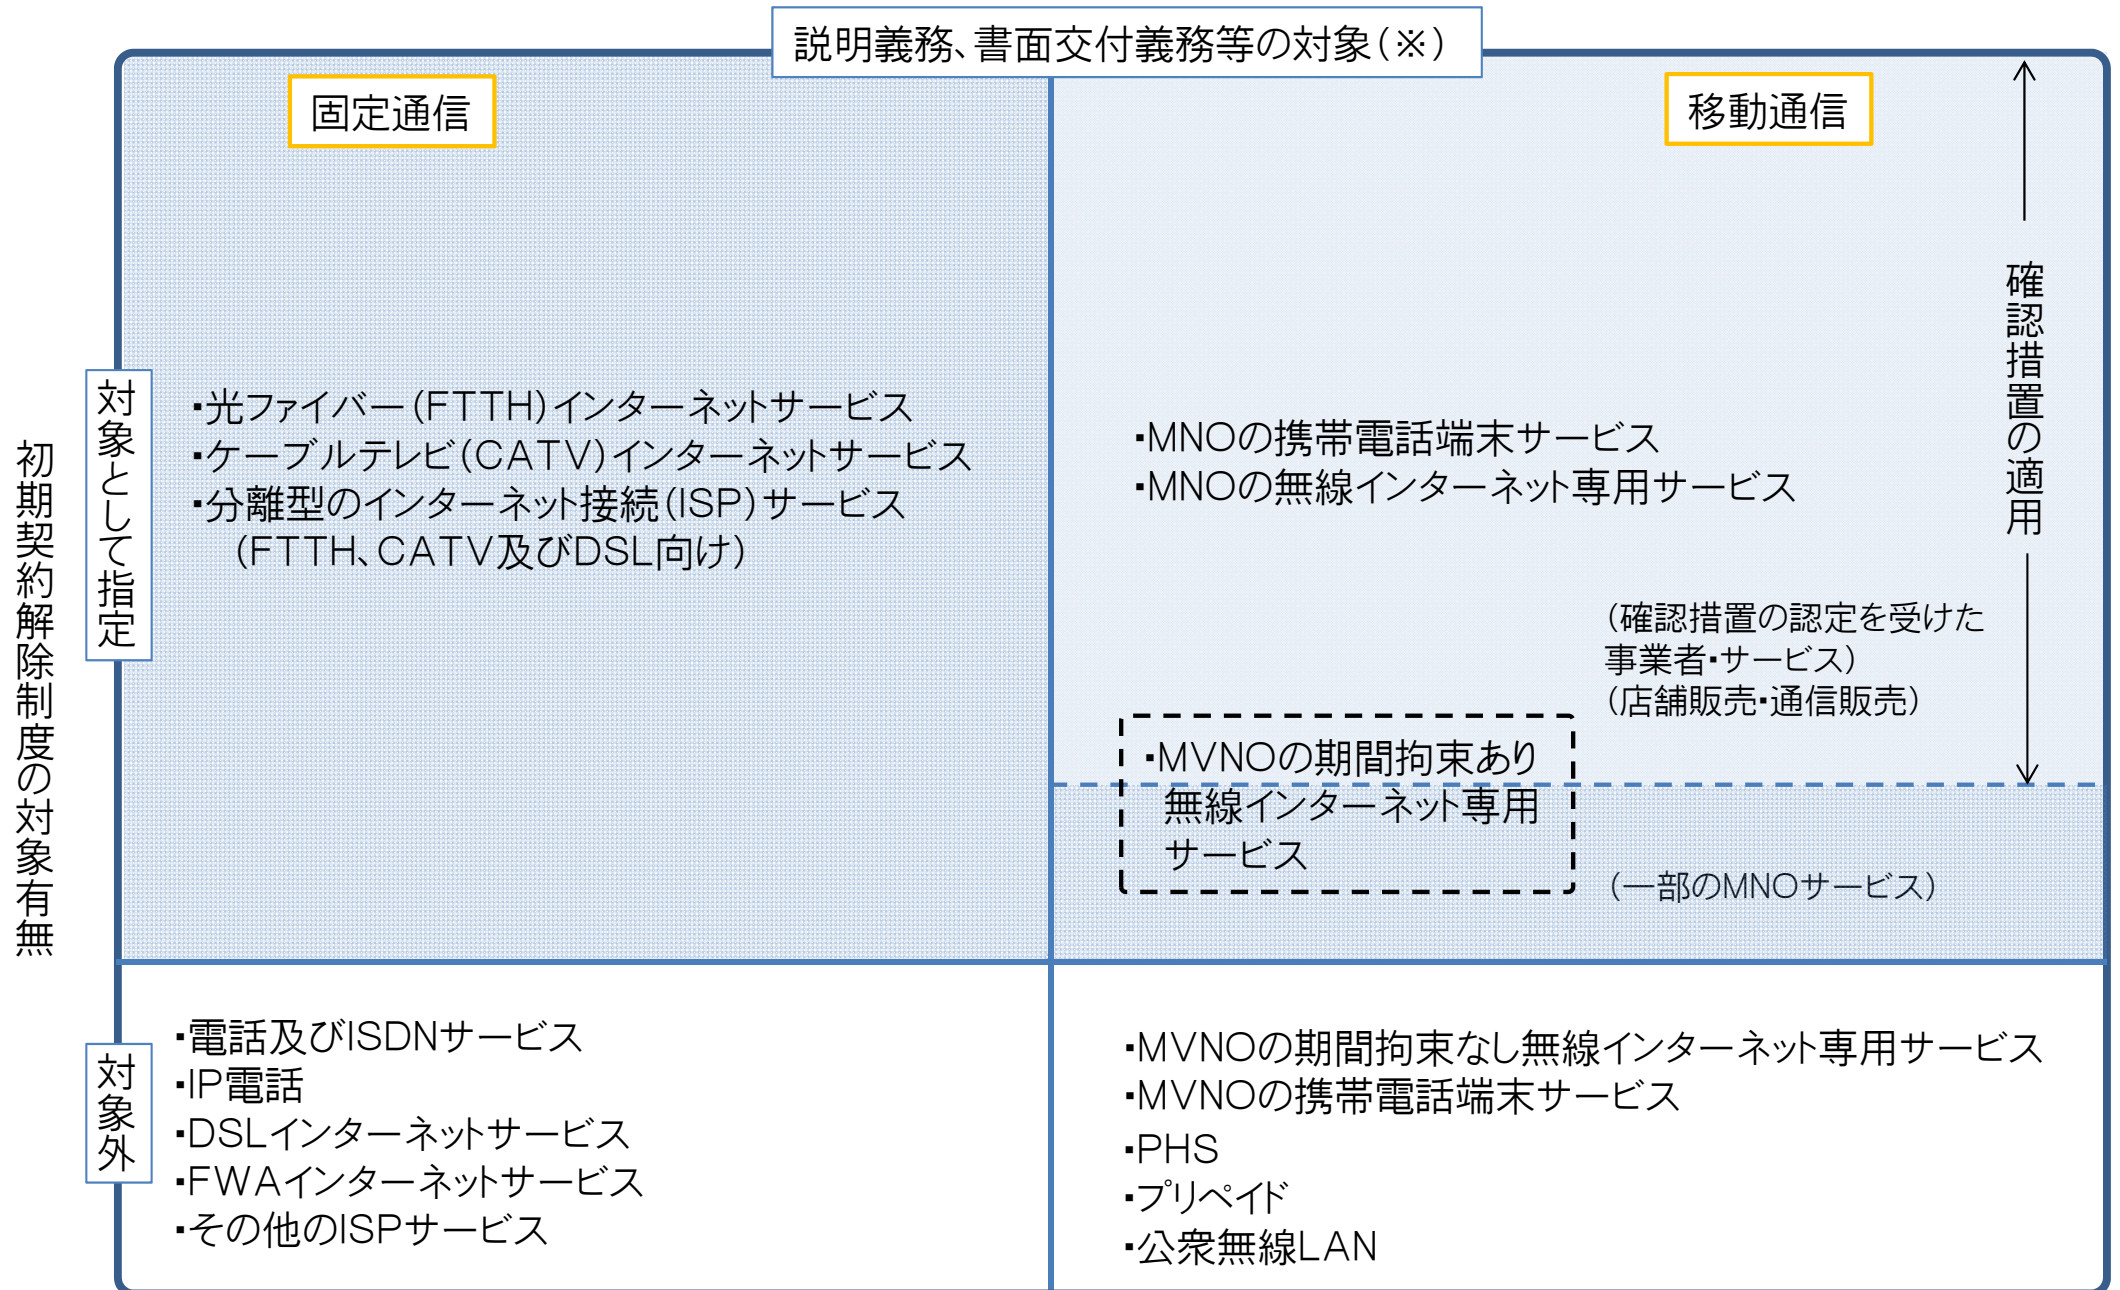 説明義務、書面交付義務等の対象(※)
固定通信
移動通信
確認措置の適用
初期契約解除制度の対象有無
対象として指定
▪光ファイバー(FTTH)インターネットサービス
▪ケーブルテレビ(CATV)インターネットサービス
▪分離型のインターネット接続(ISP)サービス
(FTTH、CATV及びDSL向け)
▪MNOの携帯電話端末サービス
▪MNOの無線インターネット専用サービス
(確認措置の認定を受けた
事業者▪サービス)
(店舗販売▪通信販売)
▪MVNOの期間拘束あり
無線インターネット専用
サービス
(一部のMNOサービス)
対象外
▪電話及びISDNサービス
▪IP電話
▪DSLインターネットサービス
▪FWAインターネットサービス
▪その他のISPサービス
▪MVNOの期間拘束なし無線インターネット専用サービス
▪MVNOの携帯電話端末サービス
▪PHS
▪プリペイド
▪公衆無線LAN